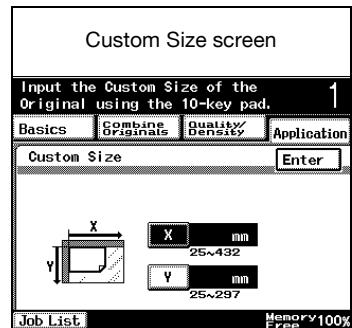 Custom Size screen
Input the Custom Size of the
Original using the 10-key pad. 1
Basics Combine Originals Quality/Density Application
Custom Size Enter
X
X mm
25~432
Y
Y mm
25~297
Job List Memory Free 100%